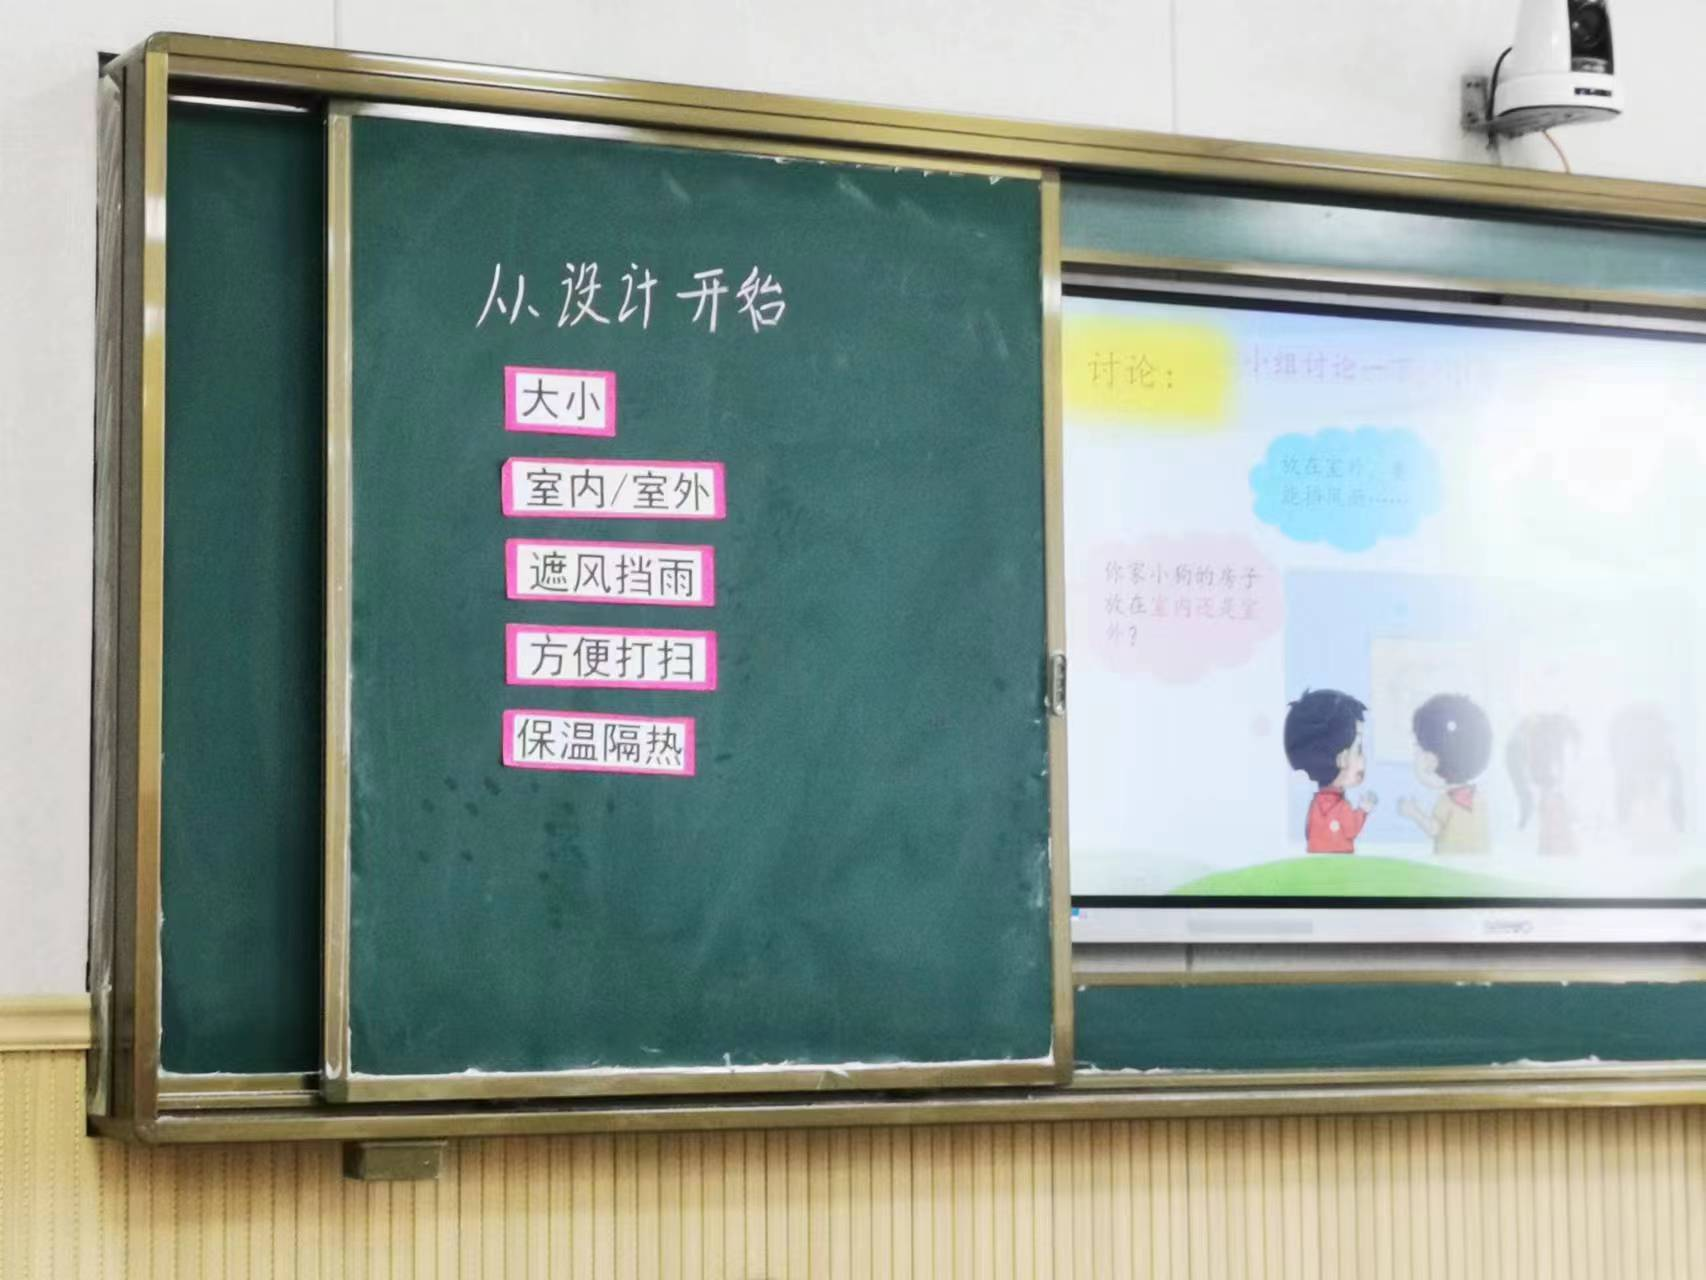 从设计开始
大小
室内/室外
遮风挡雨
方便打扫
保温隔热
讨论：
小组讨论一下
放在室外，要
能挡风雨……
你家小狗的房子
放在室内还是室
外？